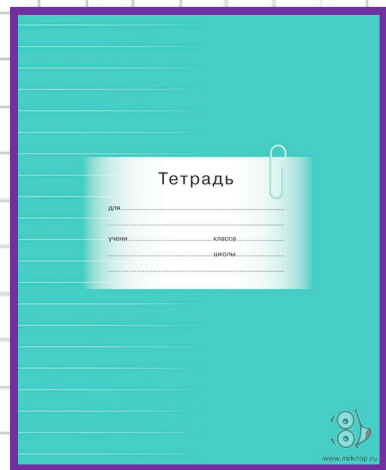 Тетрадь
для
учени класса
школы
www.mrknop.ru